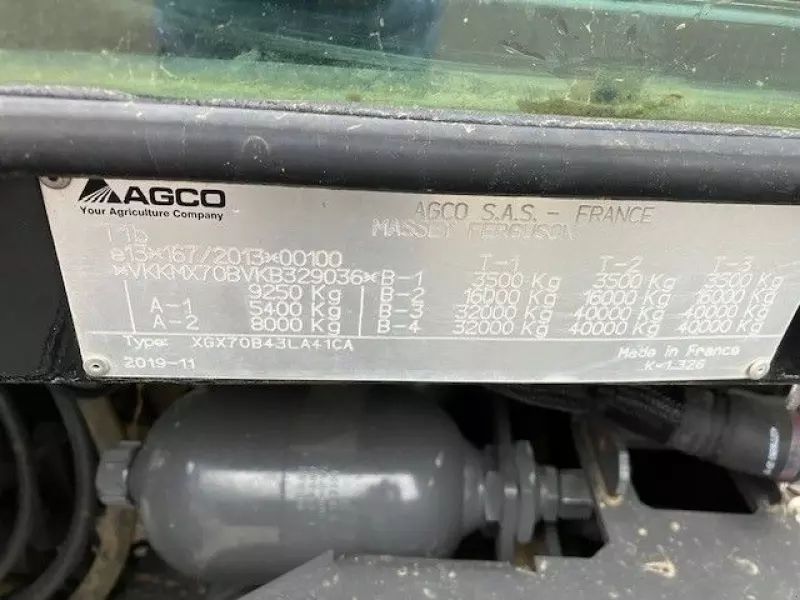 AGCO
Your Agriculture Company
AGCO S.A.S. - FRANCE
MASSEY FERGUSON
T1b
e13*167/2013*00100
*VKKMX70BVKB329036*
T-1 T-2 T-3
9250 Kg B-1 3500 Kg 3500 Kg 3500 Kg
A-1 5400 Kg B-2 16000 Kg 16000 Kg 16000 Kg
A-2 8000 Kg B-3 32000 Kg 40000 Kg 40000 Kg
B-4 32000 Kg 40000 Kg 40000 Kg
Type: XGX70B43LA41CA
2019-11
Made in France
K=1.326